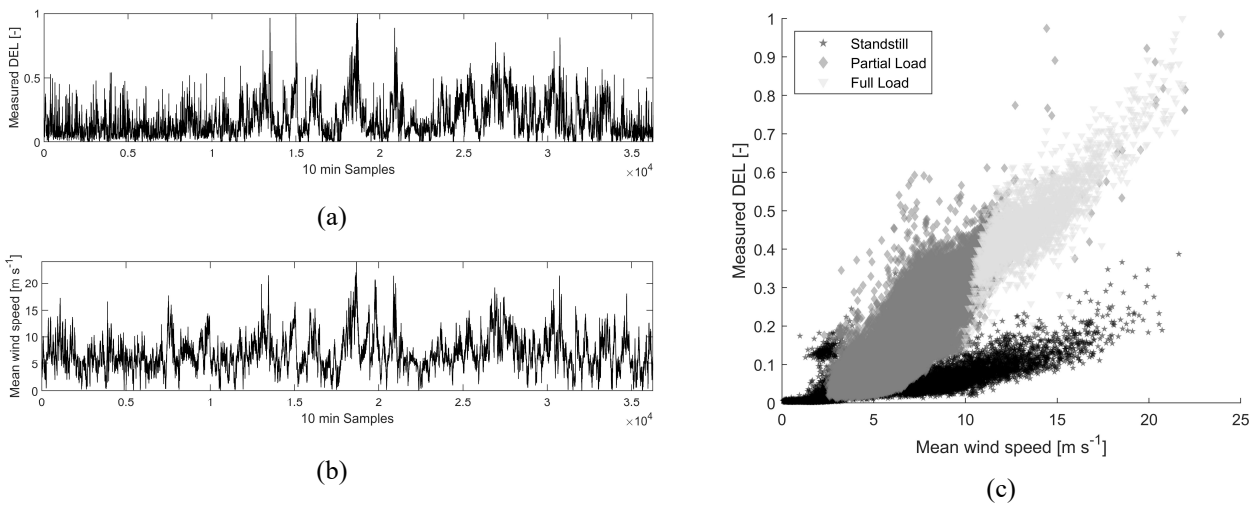 Measured DEL [-]
1
0.5
0
0 0.5 1 1.5 2 2.5 3 3.5
10 min Samples
×10⁴
(a)
Mean wind speed [m s⁻¹]
20
15
10
5
0
0 0.5 1 1.5 2 2.5 3 3.5
10 min Samples
×10⁴
(b)
Measured DEL [-]
1
0.9
0.8
0.7
0.6
0.5
0.4
0.3
0.2
0.1
0
Standstill
Partial Load
Full Load
0 5 10 15 20 25
Mean wind speed [m s⁻¹]
(c)